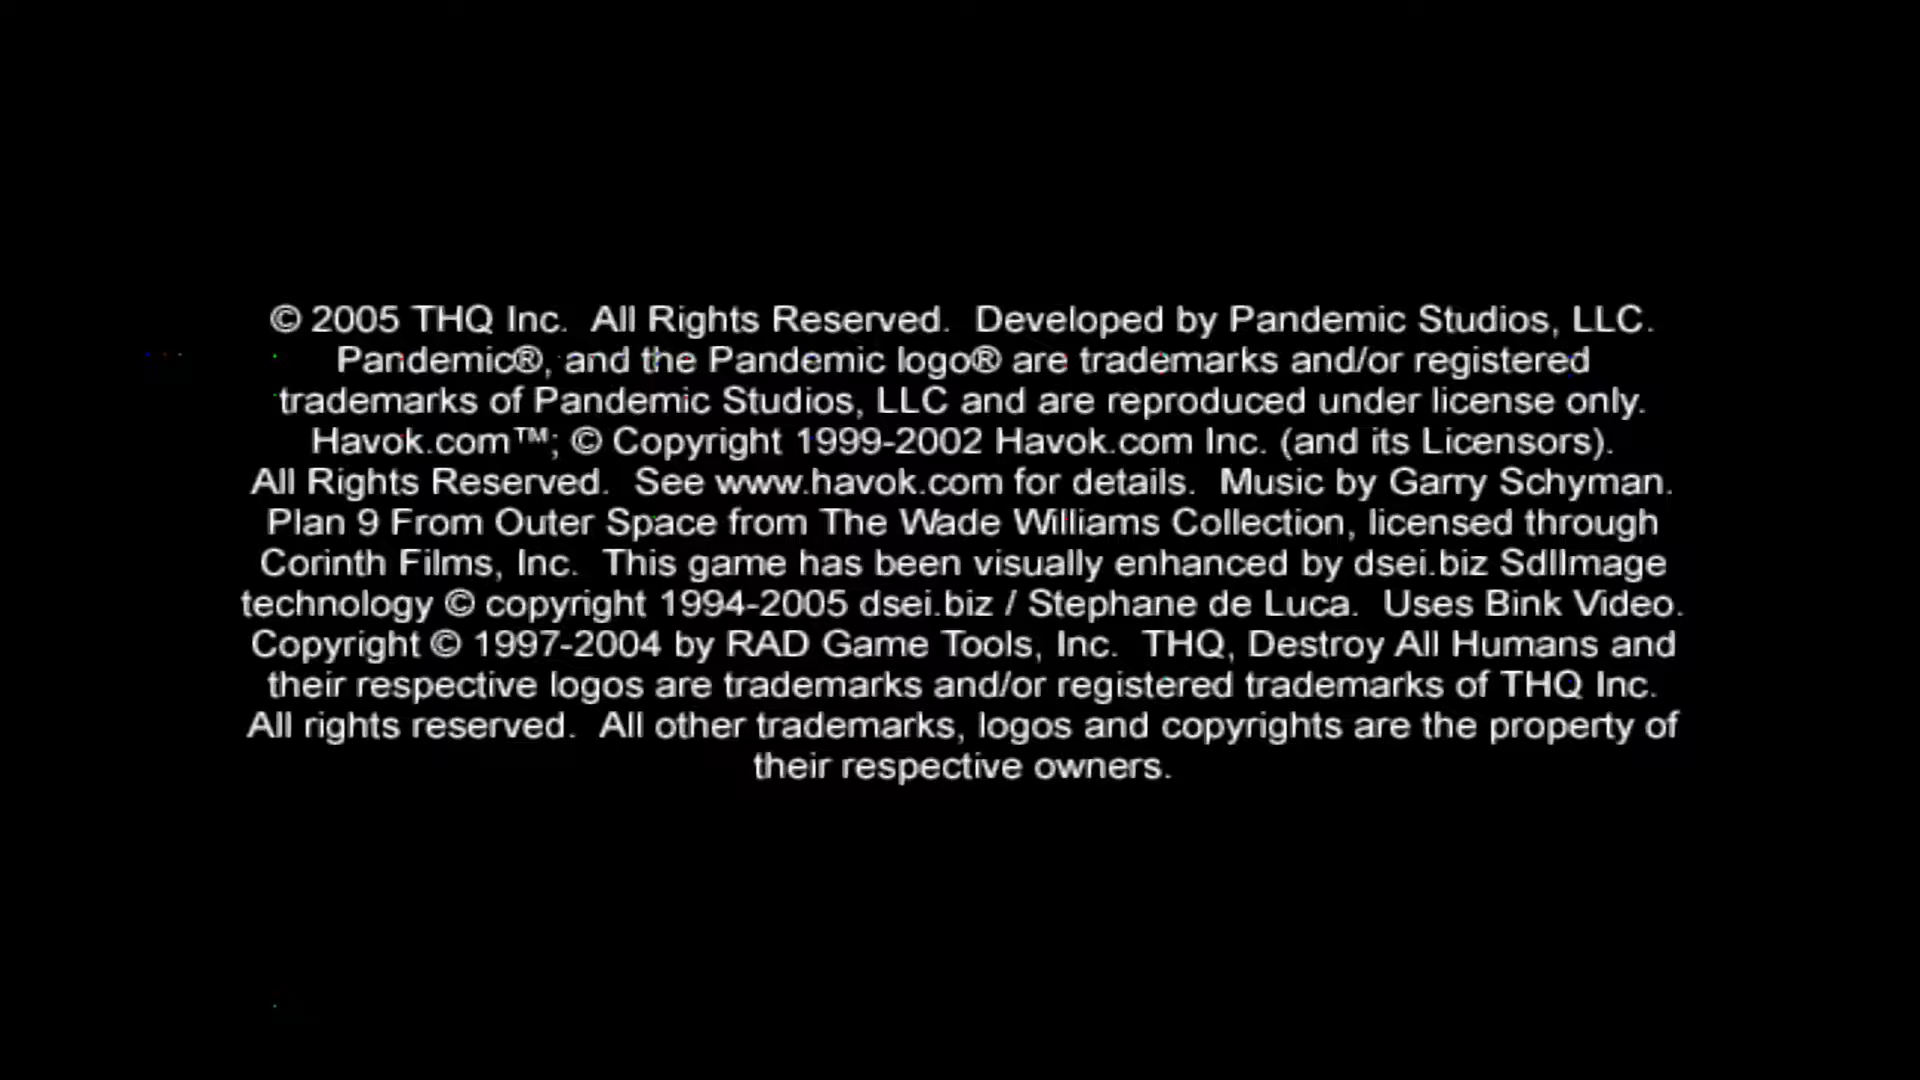 © 2005 THQ Inc.  All Rights Reserved.  Developed by Pandemic Studios, LLC.
Pandemic®, and the Pandemic logo® are trademarks and/or registered
trademarks of Pandemic Studios, LLC and are reproduced under license only.
Havok.com™; © Copyright 1999-2002 Havok.com Inc. (and its Licensors).
All Rights Reserved.  See www.havok.com for details.  Music by Garry Schyman.
Plan 9 From Outer Space from The Wade Williams Collection, licensed through
Corinth Films, Inc.  This game has been visually enhanced by dsei.biz SdlImage
technology © copyright 1994-2005 dsei.biz / Stephane de Luca.  Uses Bink Video.
Copyright © 1997-2004 by RAD Game Tools, Inc.  THQ, Destroy All Humans and
their respective logos are trademarks and/or registered trademarks of THQ Inc.
All rights reserved.  All other trademarks, logos and copyrights are the property of
their respective owners.